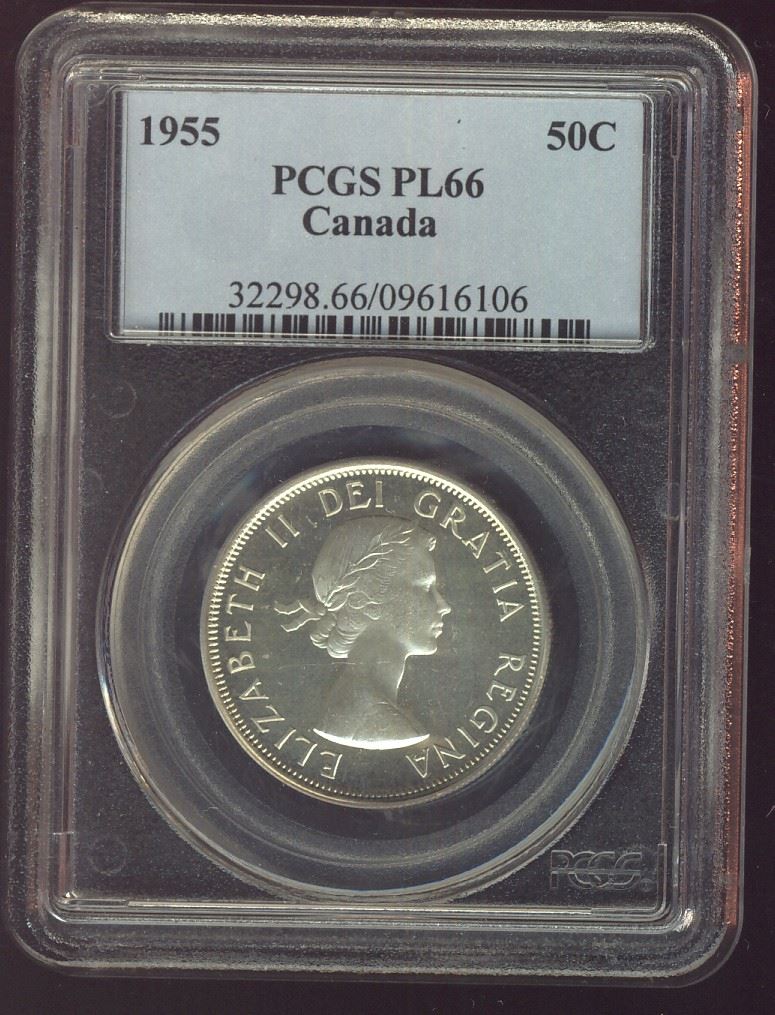 1955 50C
PCGS PL66
Canada
32298.66/09616106
ELIZABETH II DEI GRATIA REGINA
PCGS